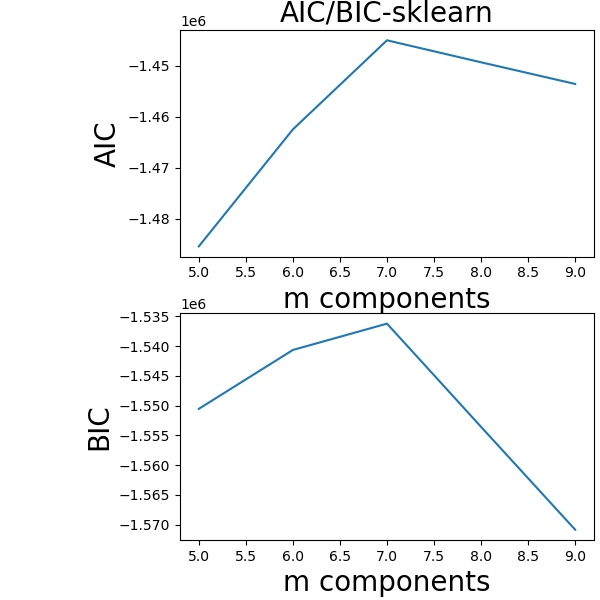 AIC/BIC-sklearn
1e6
−1.45
−1.46
−1.47
−1.48
AIC
5.0 5.5 6.0 6.5 7.0 7.5 8.0 8.5 9.0
m components
1e6
−1.535
−1.540
−1.545
−1.550
−1.555
−1.560
−1.565
−1.570
BIC
5.0 5.5 6.0 6.5 7.0 7.5 8.0 8.5 9.0
m components